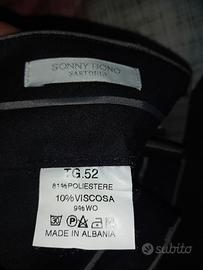 SONNY BONO
SARTORIA
TG.52
81%POLIESTERE
10%VISCOSA
9%WO
MADE IN ALBANIA
subito